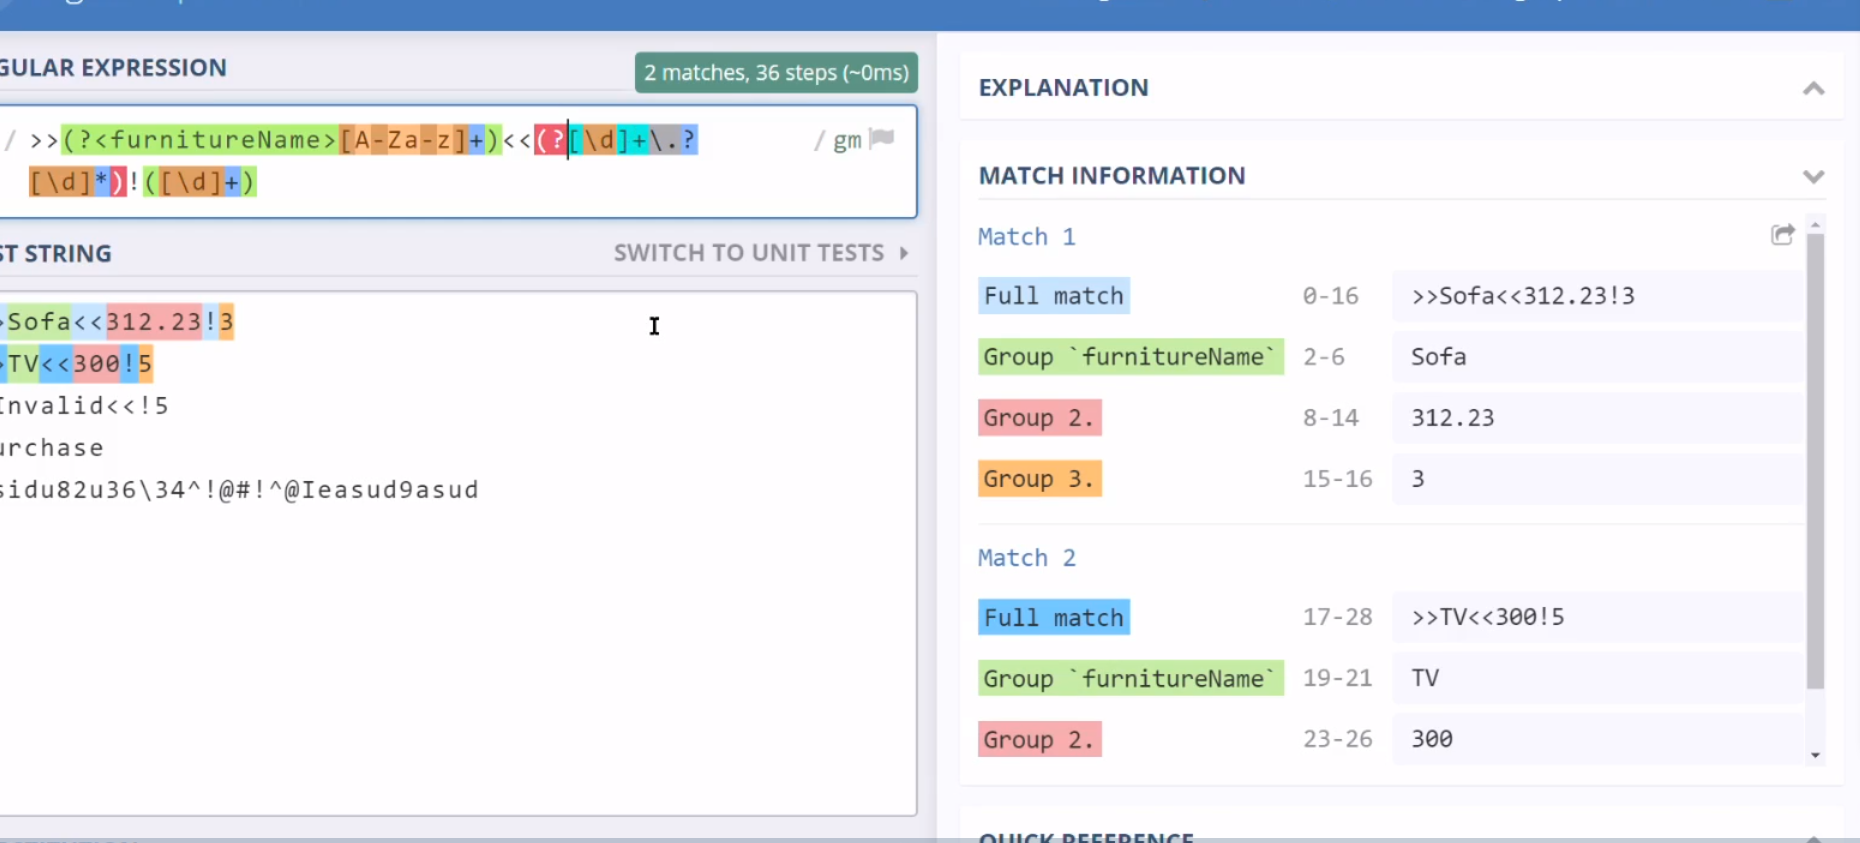 GULAR EXPRESSION
2 matches, 36 steps (~0ms)
/ >>(?<furnitureName>[A-Za-z]+)<<(?[\d]+\.? / gm
[\d]*)!([\d]+)
ST STRING
SWITCH TO UNIT TESTS
>Sofa<<312.23!3
>TV<<300!5
Invalid<<!5
urchase
sidu82u36\34^!@#!^@Ieasud9asud
EXPLANATION
MATCH INFORMATION
Match 1
Full match 0-16 >>Sofa<<312.23!3
Group `furnitureName` 2-6 Sofa
Group 2. 8-14 312.23
Group 3. 15-16 3
Match 2
Full match 17-28 >>TV<<300!5
Group `furnitureName` 19-21 TV
Group 2. 23-26 300
QUICK REFERENCE